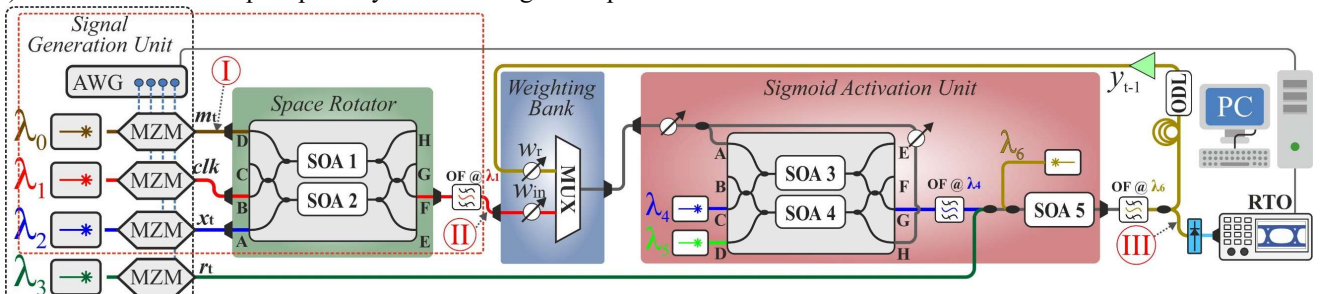 Signal
Generation Unit
AWG
I
λ0
MZM
mt
λ1
MZM
clk
λ2
MZM
xt
λ3
MZM
rt
Space Rotator
D
C
B
A
SOA 1
SOA 2
H
G
F
E
OF @ λ1
II
Weighting
Bank
wr
win
MUX
Sigmoid Activation Unit
A
B
C
D
λ4
λ5
SOA 3
SOA 4
E
F
G
H
OF @ λ4
λ6
SOA 5
OF @ λ6
III
yt-1
ODL
PC
RTO